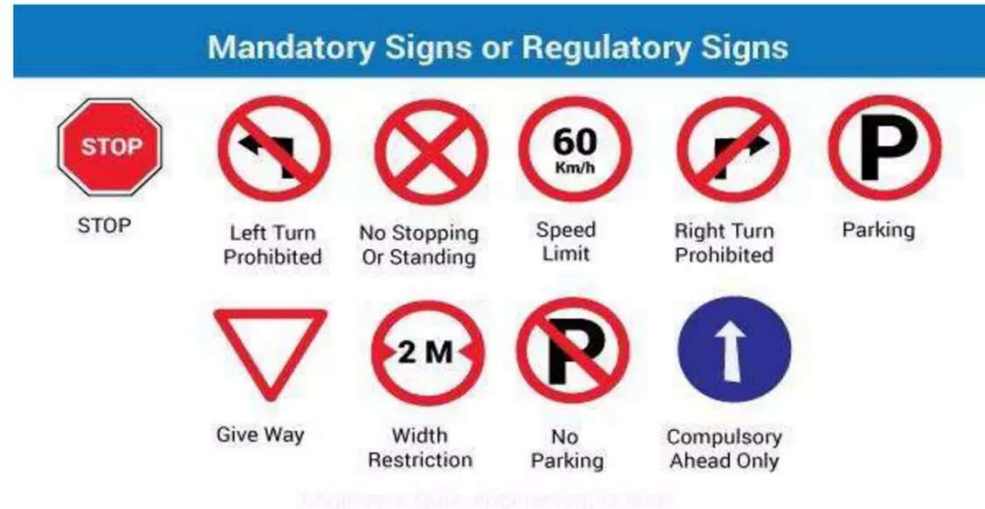 Mandatory Signs or Regulatory Signs
STOP
STOP
Left Turn
Prohibited
No Stopping
Or Standing
60
Km/h
Speed
Limit
Right Turn
Prohibited
P
Parking
Give Way
2 M
Width
Restriction
P
No
Parking
Compulsory
Ahead Only